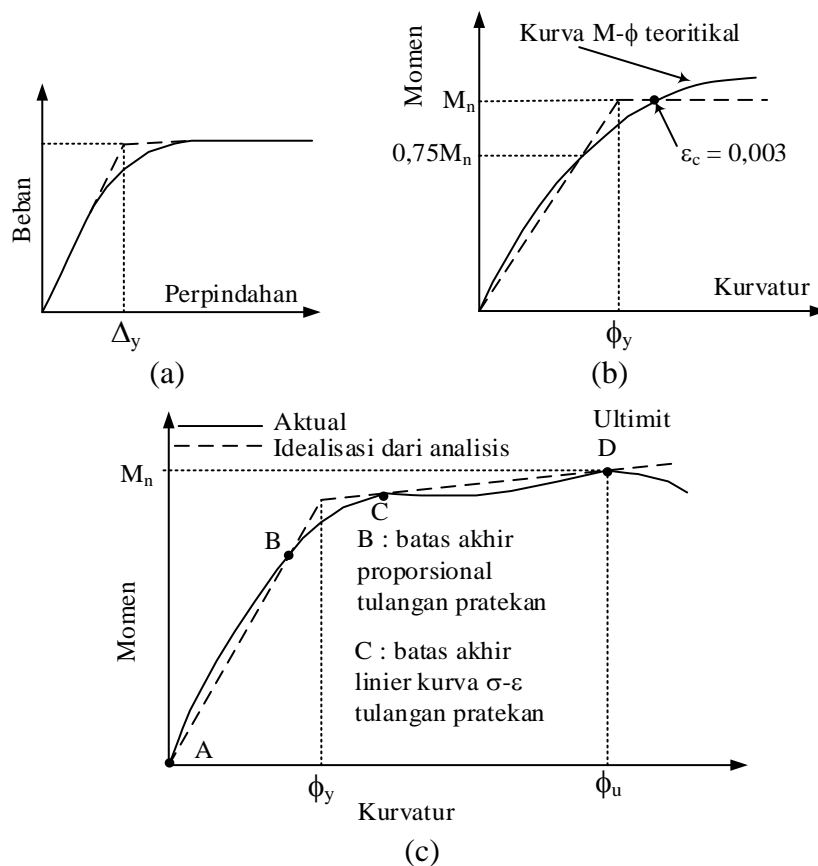 Beban
Perpindahan
Δy
(a)
Momen
Kurva M-ϕ teoritikal
Mn
0,75Mn
εc = 0,003
Kurvatur
ϕy
(b)
Aktual
Idealisasi dari analisis
Ultimit
D
Mn
C
B
B : batas akhir
proporsional
tulangan pratekan
C : batas akhir
linier kurva σ-ε
tulangan pratekan
Momen
A
ϕy
ϕu
Kurvatur
(c)